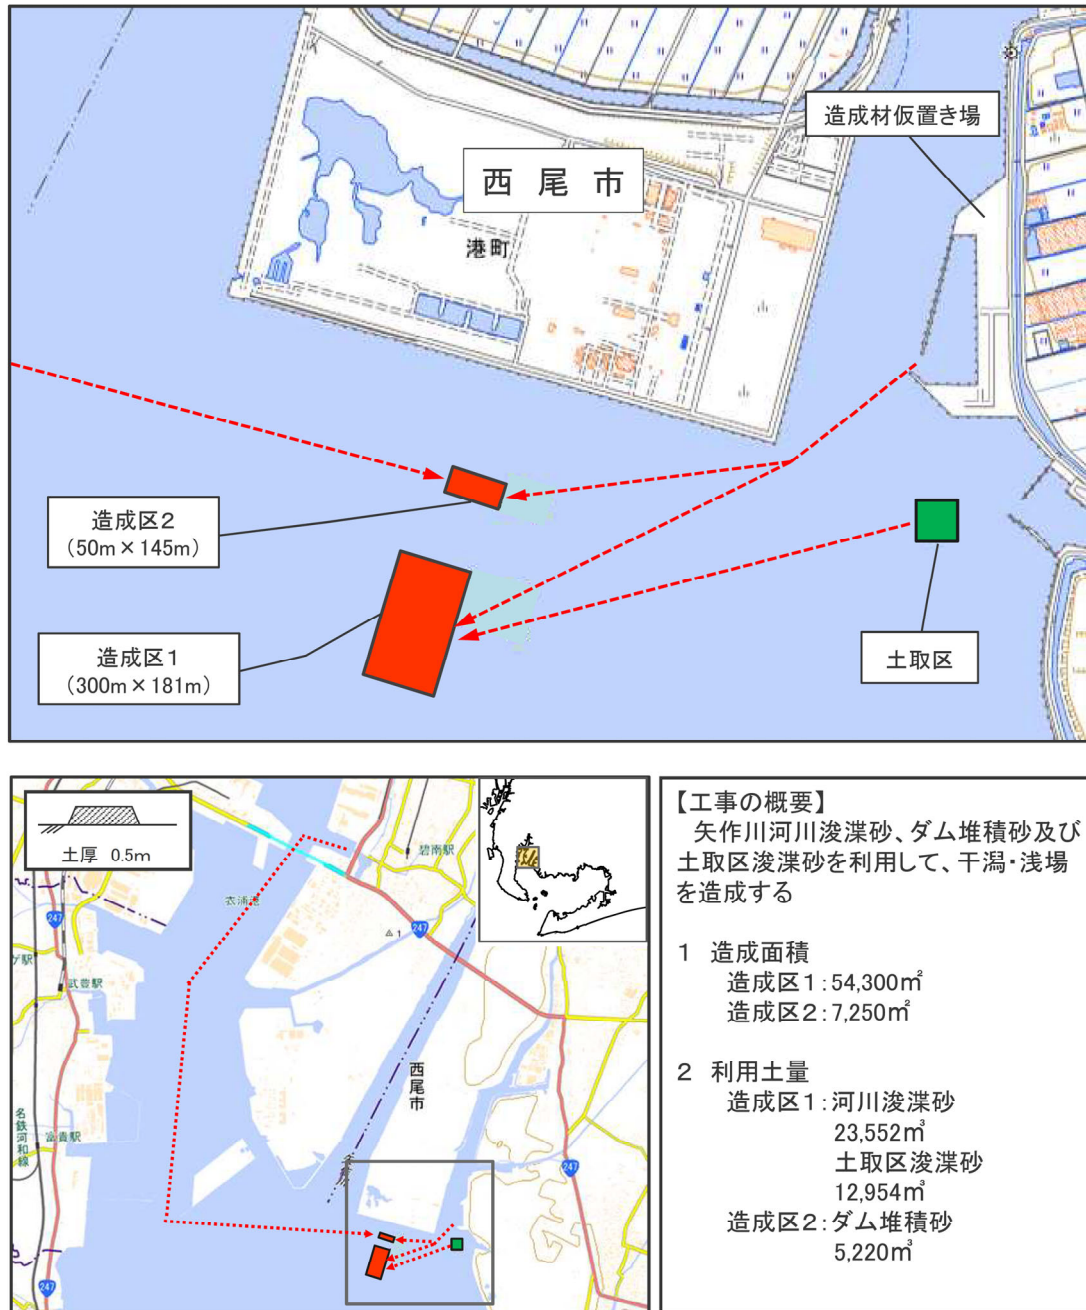 造成材仮置き場
西尾市
港町
造成区2
(50m×145m)
造成区1
(300m×181m)
土取区
土厚 0.5m
碧南駅
衣浦港
247
247
1
武豊駅
ケ駅
西尾市
名鉄河和線
富貴駅
247
247
【工事の概要】
矢作川河川浚渫砂、ダム堆積砂及び
土取区浚渫砂を利用して、干潟・浅場
を造成する
1 造成面積
造成区1:54,300㎡
造成区2:7,250㎡
2 利用土量
造成区1:河川浚渫砂
23,552㎥
土取区浚渫砂
12,954㎥
造成区2:ダム堆積砂
5,220㎥